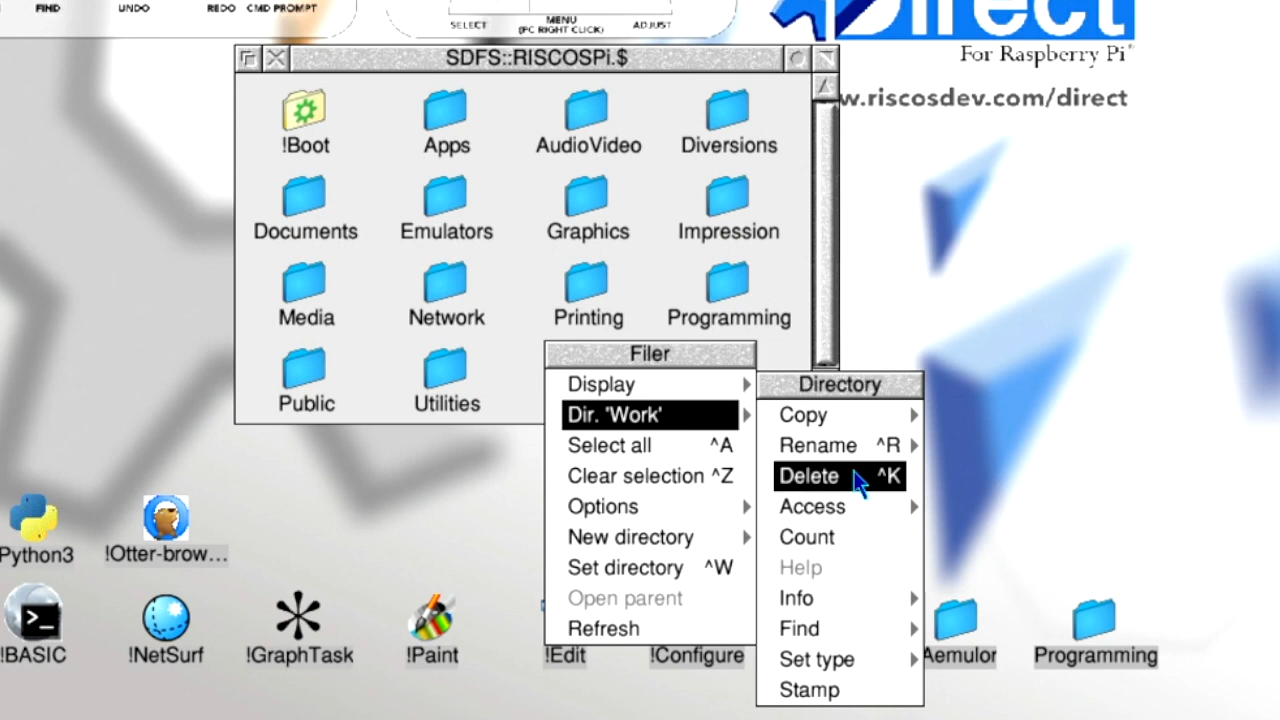 FIND UNDO REDO CMD PROMPT
SELECT MENU ADJUST
(PC RIGHT CLICK)
Direct
For Raspberry Pi
w.riscosdev.com/direct
SDFS::RISCOSPi.$
!Boot Apps AudioVideo Diversions
Documents Emulators Graphics Impression
Media Network Printing Programming
Public Utilities
Filer
Display
Dir. 'Work'
Select all ^A
Clear selection ^Z
Options
New directory
Set directory ^W
Open parent
Refresh
Directory
Copy
Rename ^R
Delete ^K
Access
Count
Help
Info
Find
Set type
Stamp
Python3 !Otter-brow...
!BASIC !NetSurf !GraphTask !Paint !Edit !Configure Aemulor Programming